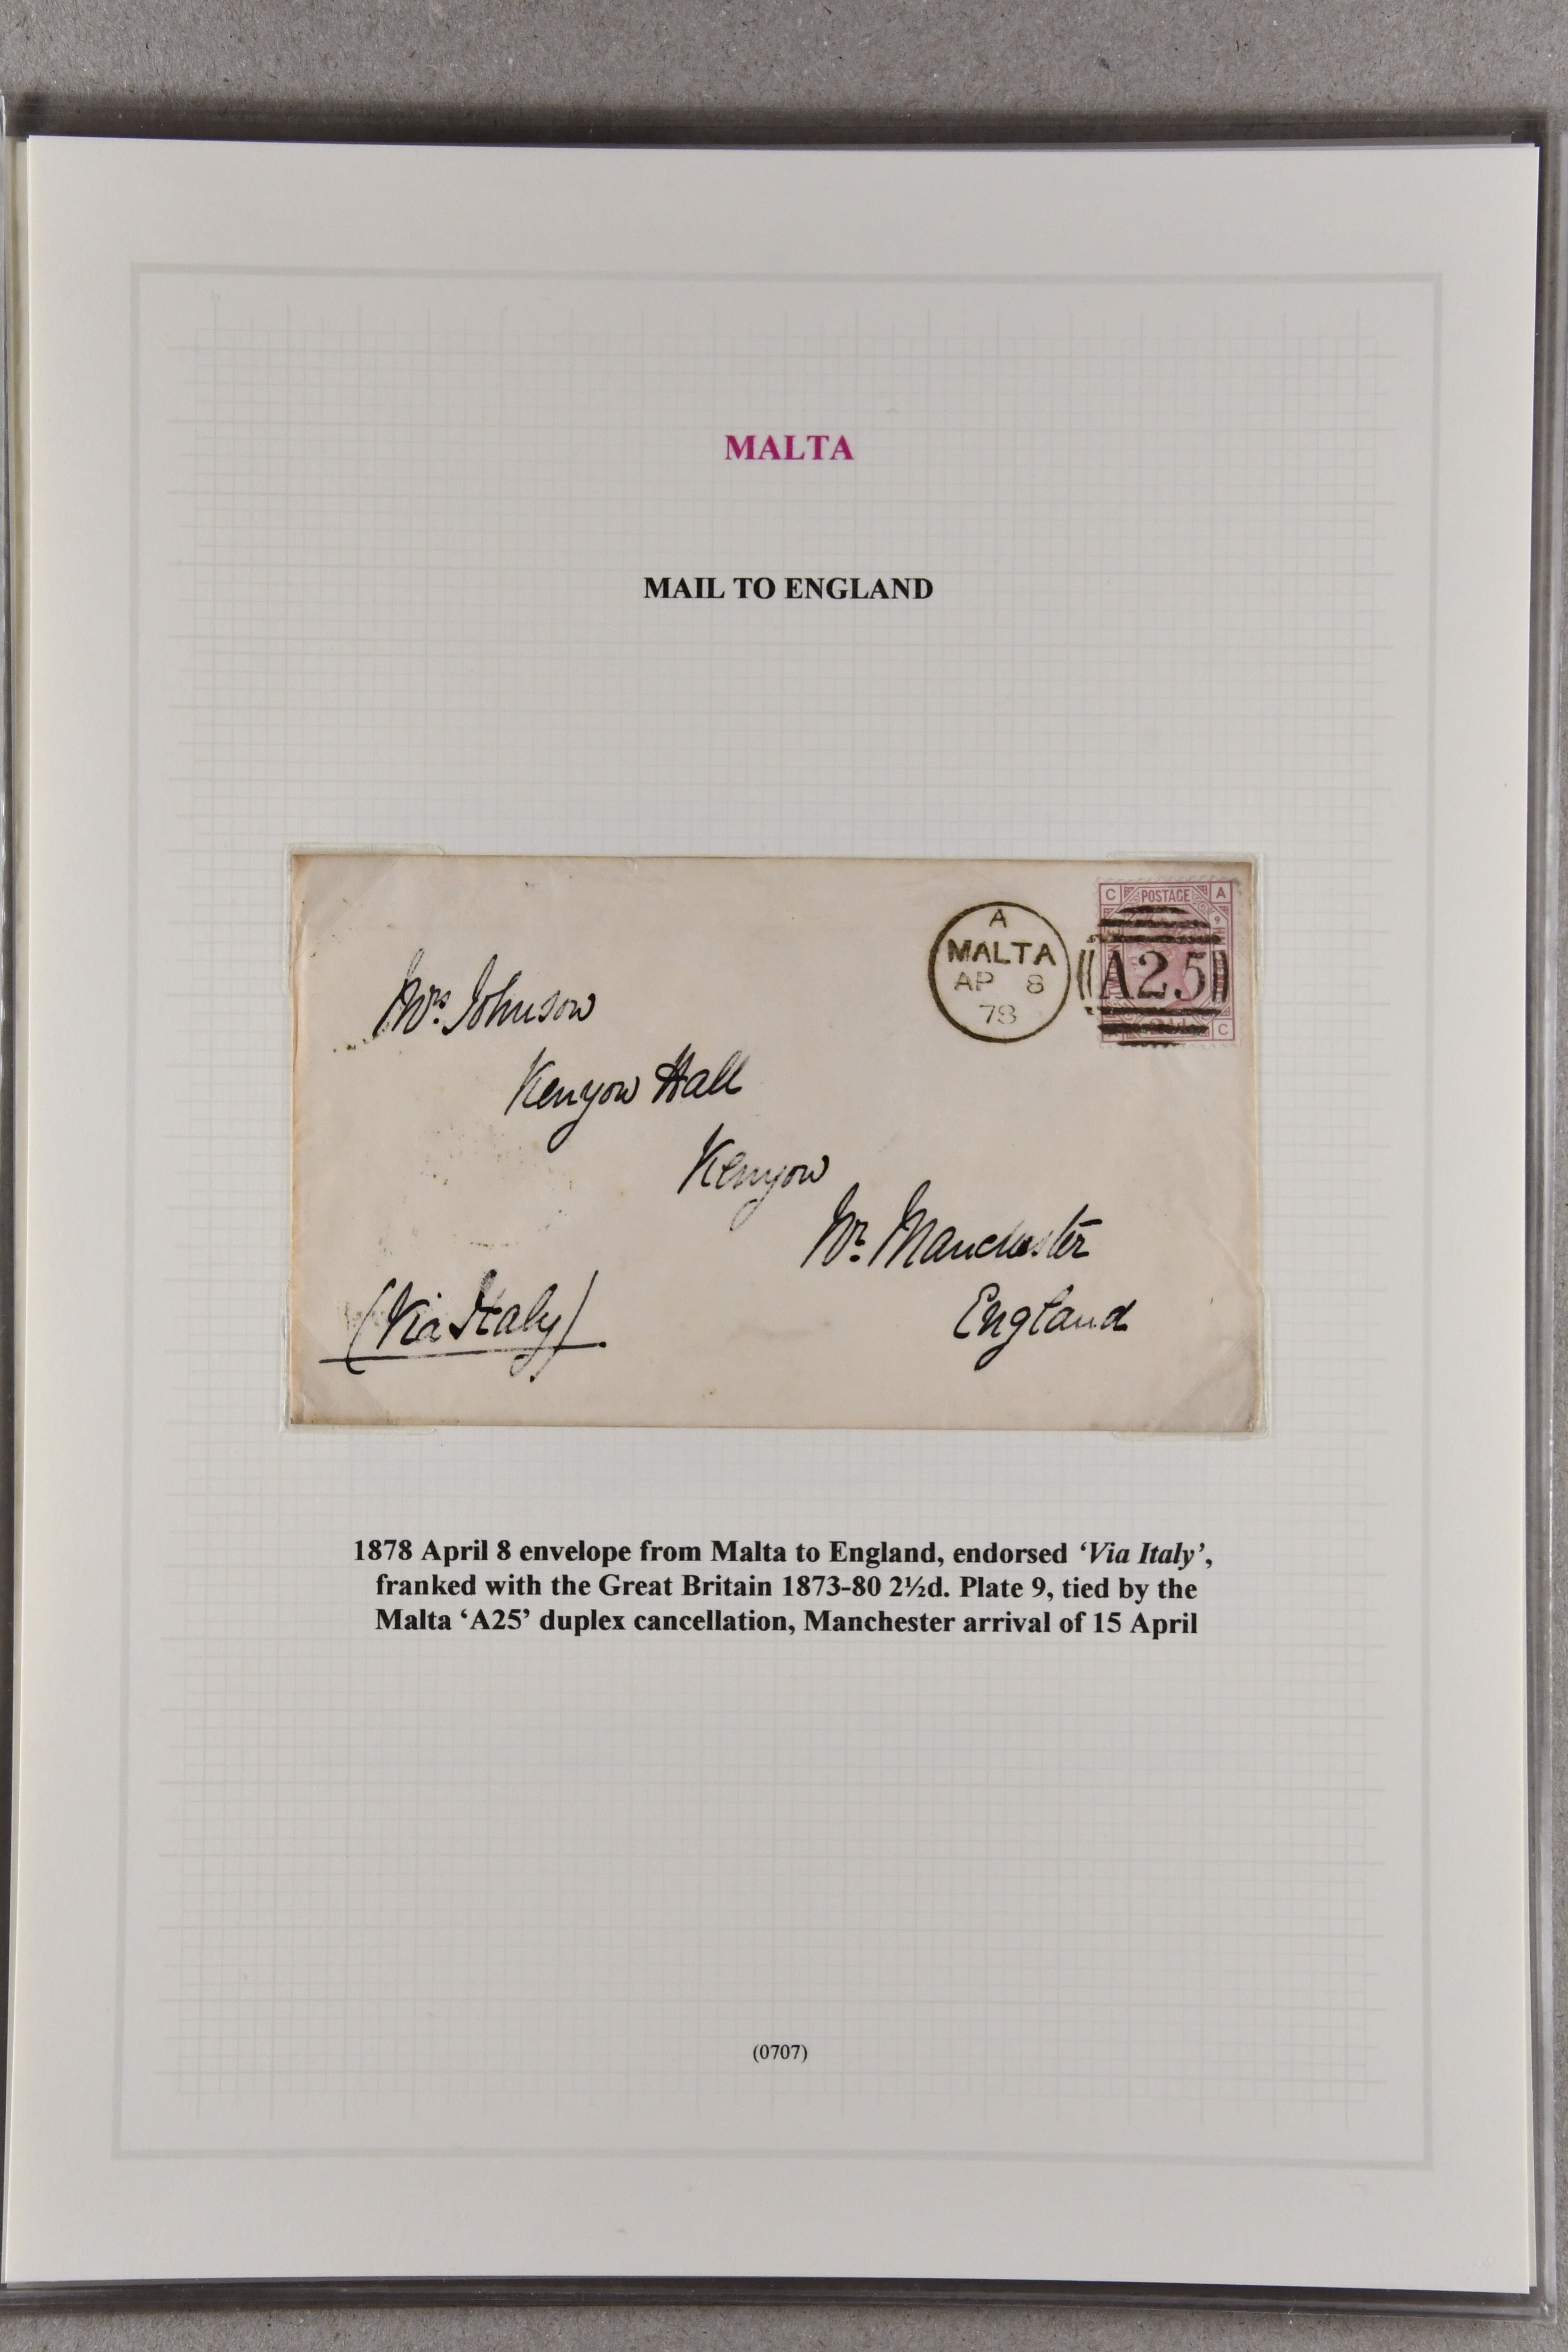 MALTA
MAIL TO ENGLAND
C POSTAGE A
9
A
MALTA
AP 8
78
A25
C
Mrs. Johnson
Kenyon Hall
Kenyon
Nr. Manchester
England
(Via Italy)
1878 April 8 envelope from Malta to England, endorsed ‘Via Italy’,
franked with the Great Britain 1873-80 2½d. Plate 9, tied by the
Malta ‘A25’ duplex cancellation, Manchester arrival of 15 April
(0707)